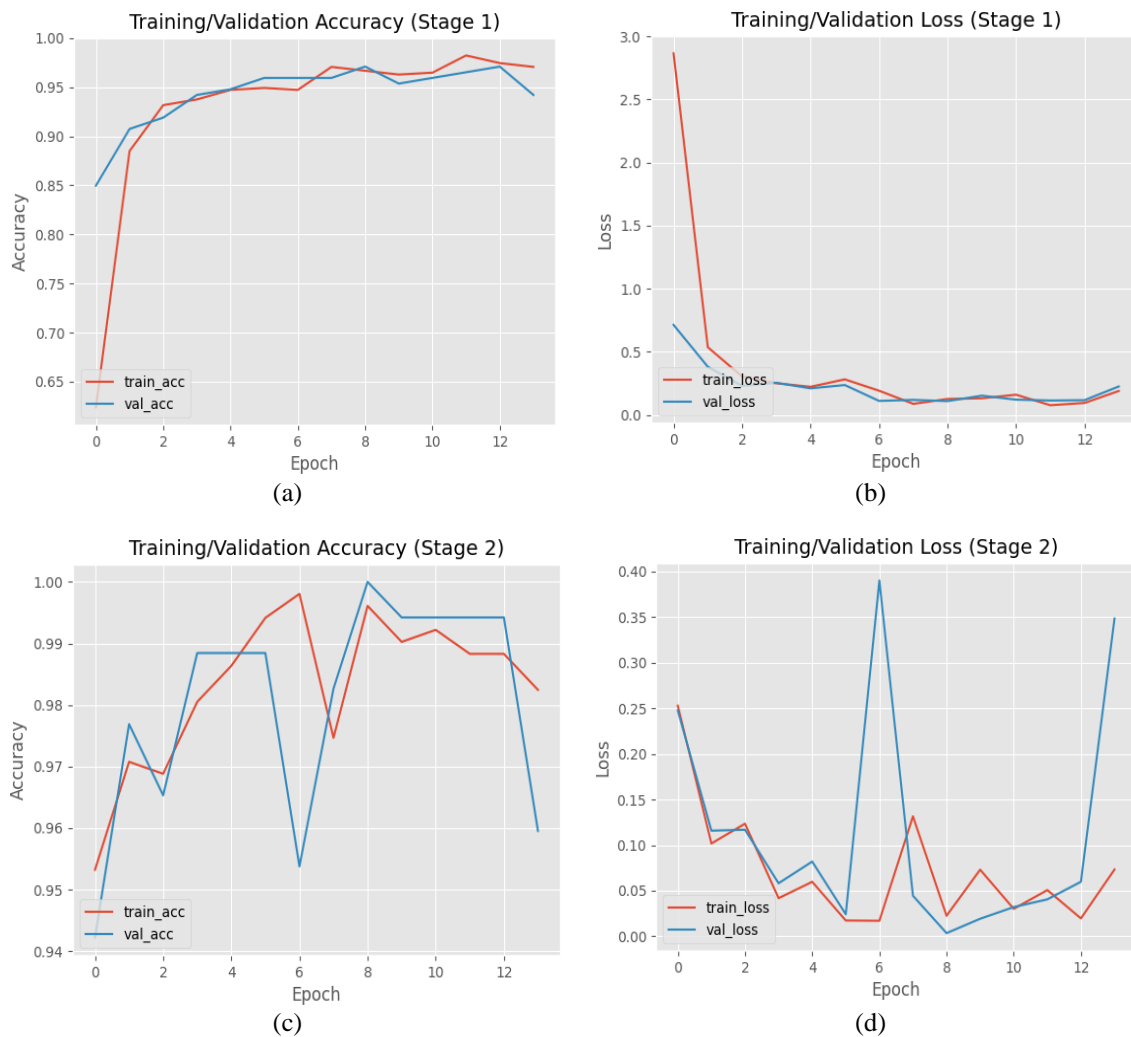 Training/Validation Accuracy (Stage 1)
1.00
0.95
0.90
0.85
0.80
0.75
0.70
0.65
Accuracy
train_acc
val_acc
0 2 4 6 8 10 12
Epoch
(a)
Training/Validation Loss (Stage 1)
3.0
2.5
2.0
1.5
1.0
0.5
0.0
Loss
train_loss
val_loss
0 2 4 6 8 10 12
Epoch
(b)
Training/Validation Accuracy (Stage 2)
1.00
0.99
0.98
0.97
0.96
0.95
0.94
Accuracy
train_acc
val_acc
0 2 4 6 8 10 12
Epoch
(c)
Training/Validation Loss (Stage 2)
0.40
0.35
0.30
0.25
0.20
0.15
0.10
0.05
0.00
Loss
train_loss
val_loss
0 2 4 6 8 10 12
Epoch
(d)